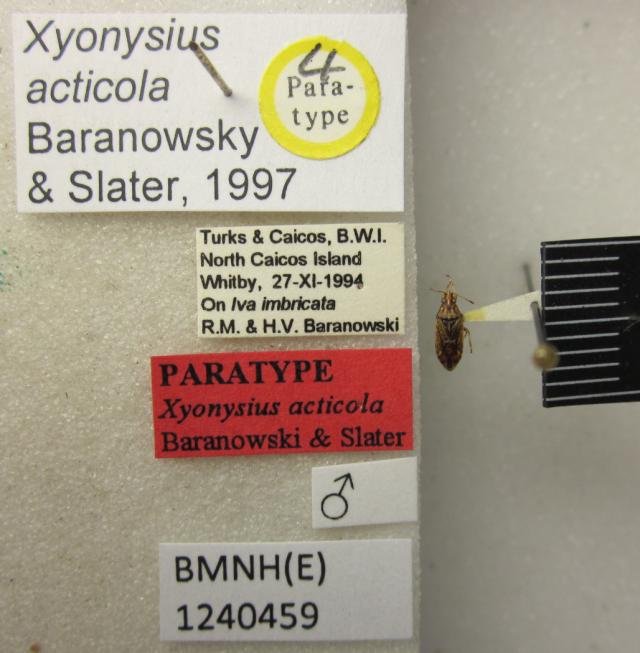 Xyonysius
acticola
Baranowsky
& Slater, 1997
4
Para-
type
Turks & Caicos, B.W.I.
North Caicos Island
Whitby, 27-XI-1994
On Iva imbricata
R.M. & H.V. Baranowski
PARATYPE
Xyonysius acticola
Baranowski & Slater
♂
BMNH(E)
1240459